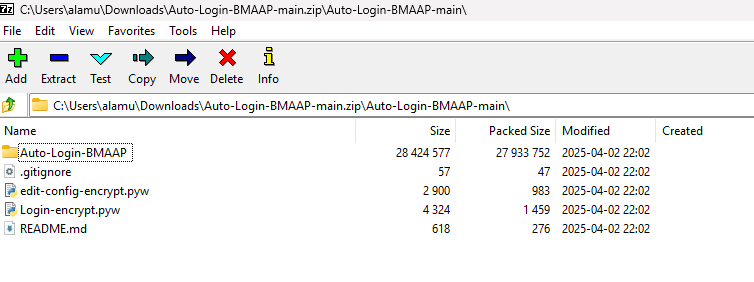 7z C:\Users\alamu\Downloads\Auto-Login-BMAAP-main.zip\Auto-Login-BMAAP-main\
File Edit View Favorites Tools Help
Add Extract Test Copy Move Delete Info
C:\Users\alamu\Downloads\Auto-Login-BMAAP-main.zip\Auto-Login-BMAAP-main\
Name Size Packed Size Modified Created
Auto-Login-BMAAP 28 424 577 27 933 752 2025-04-02 22:02
.gitignore 57 47 2025-04-02 22:02
edit-config-encrypt.pyw 2 900 983 2025-04-02 22:02
Login-encrypt.pyw 4 324 1 459 2025-04-02 22:02
README.md 618 276 2025-04-02 22:02